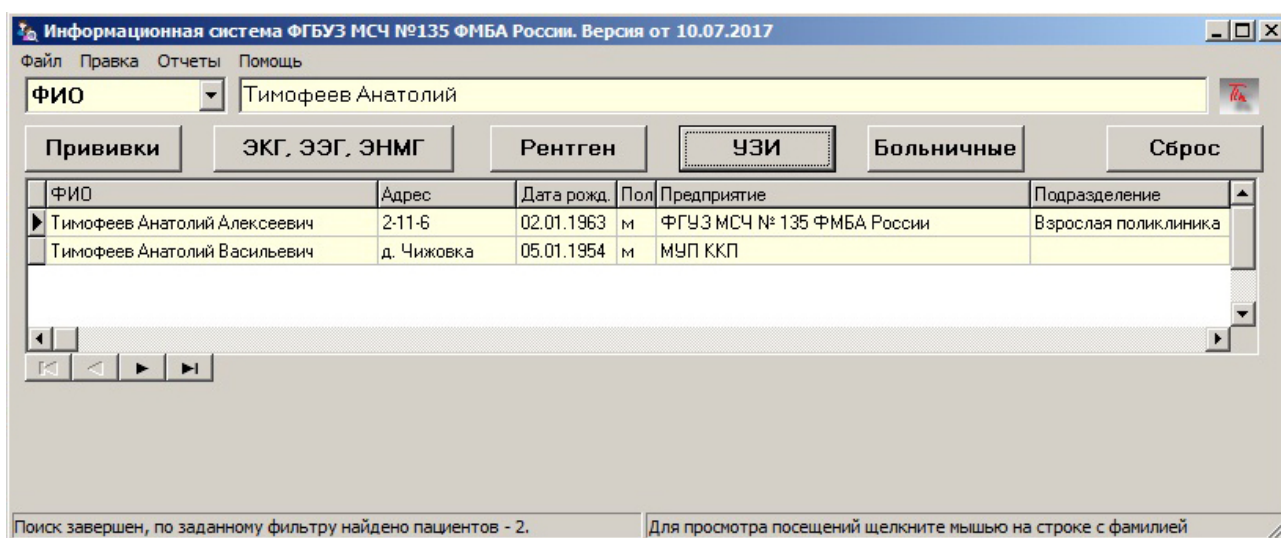 Информационная система ФГБУЗ МСЧ №135 ФМБА России. Версия от 10.07.2017
Файл Правка Отчеты Помощь
ФИО Тимофеев Анатолий
Прививки ЭКГ, ЭЭГ, ЭНМГ Рентген УЗИ Больничные Сброс
ФИО Адрес Дата рожд. Пол Предприятие Подразделение
Тимофеев Анатолий Алексеевич 2-11-6 02.01.1963 м ФГУЗ МСЧ № 135 ФМБА России Взрослая поликлиника
Тимофеев Анатолий Васильевич д. Чижовка 05.01.1954 м МУП ККП
Поиск завершен, по заданному фильтру найдено пациентов - 2. Для просмотра посещений щелкните мышью на строке с фамилией